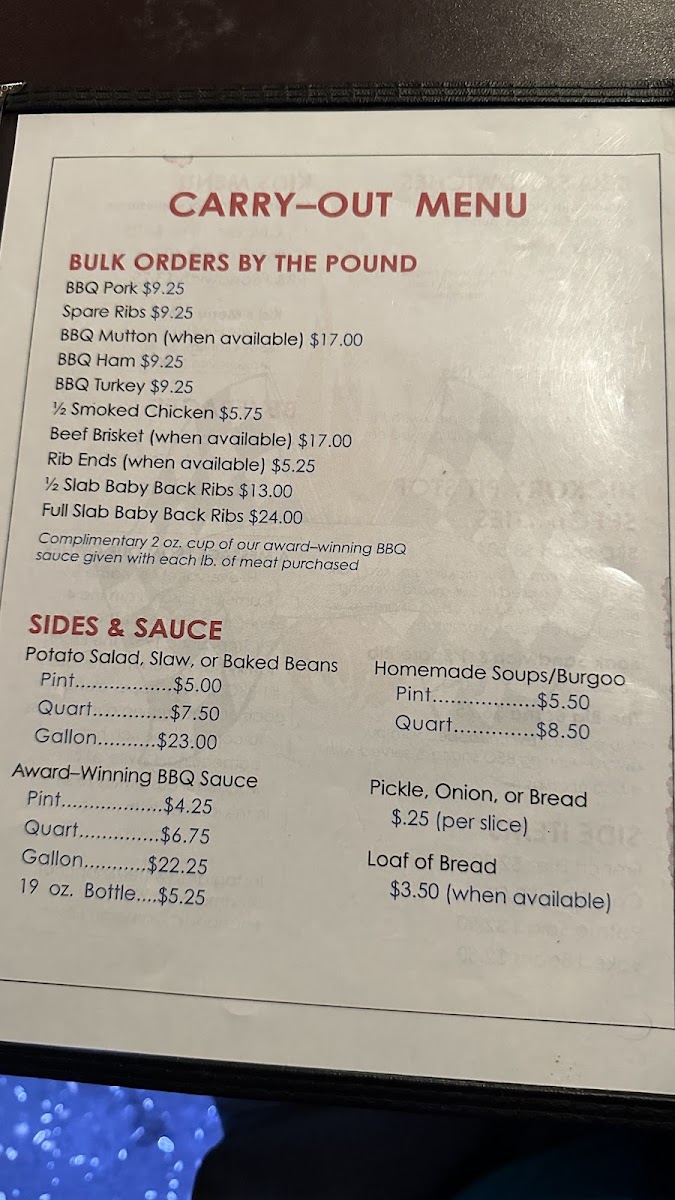 CARRY–OUT MENU
BULK ORDERS BY THE POUND
BBQ Pork $9.25
Spare Ribs $9.25
BBQ Mutton (when available) $17.00
BBQ Ham $9.25
BBQ Turkey $9.25
½ Smoked Chicken $5.75
Beef Brisket (when available) $17.00
Rib Ends (when available) $5.25
½ Slab Baby Back Ribs $13.00
Full Slab Baby Back Ribs $24.00
Complimentary 2 oz. cup of our award–winning BBQ
sauce given with each lb. of meat purchased
SIDES & SAUCE
Potato Salad, Slaw, or Baked Beans
Pint.................$5.00
Quart.............$7.50
Gallon..........$23.00
Award–Winning BBQ Sauce
Pint..................$4.25
Quart..............$6.75
Gallon...........$22.25
19 oz. Bottle....$5.25
Homemade Soups/Burgoo
Pint..................$5.50
Quart..............$8.50
Pickle, Onion, or Bread
$.25 (per slice)
Loaf of Bread
$3.50 (when available)